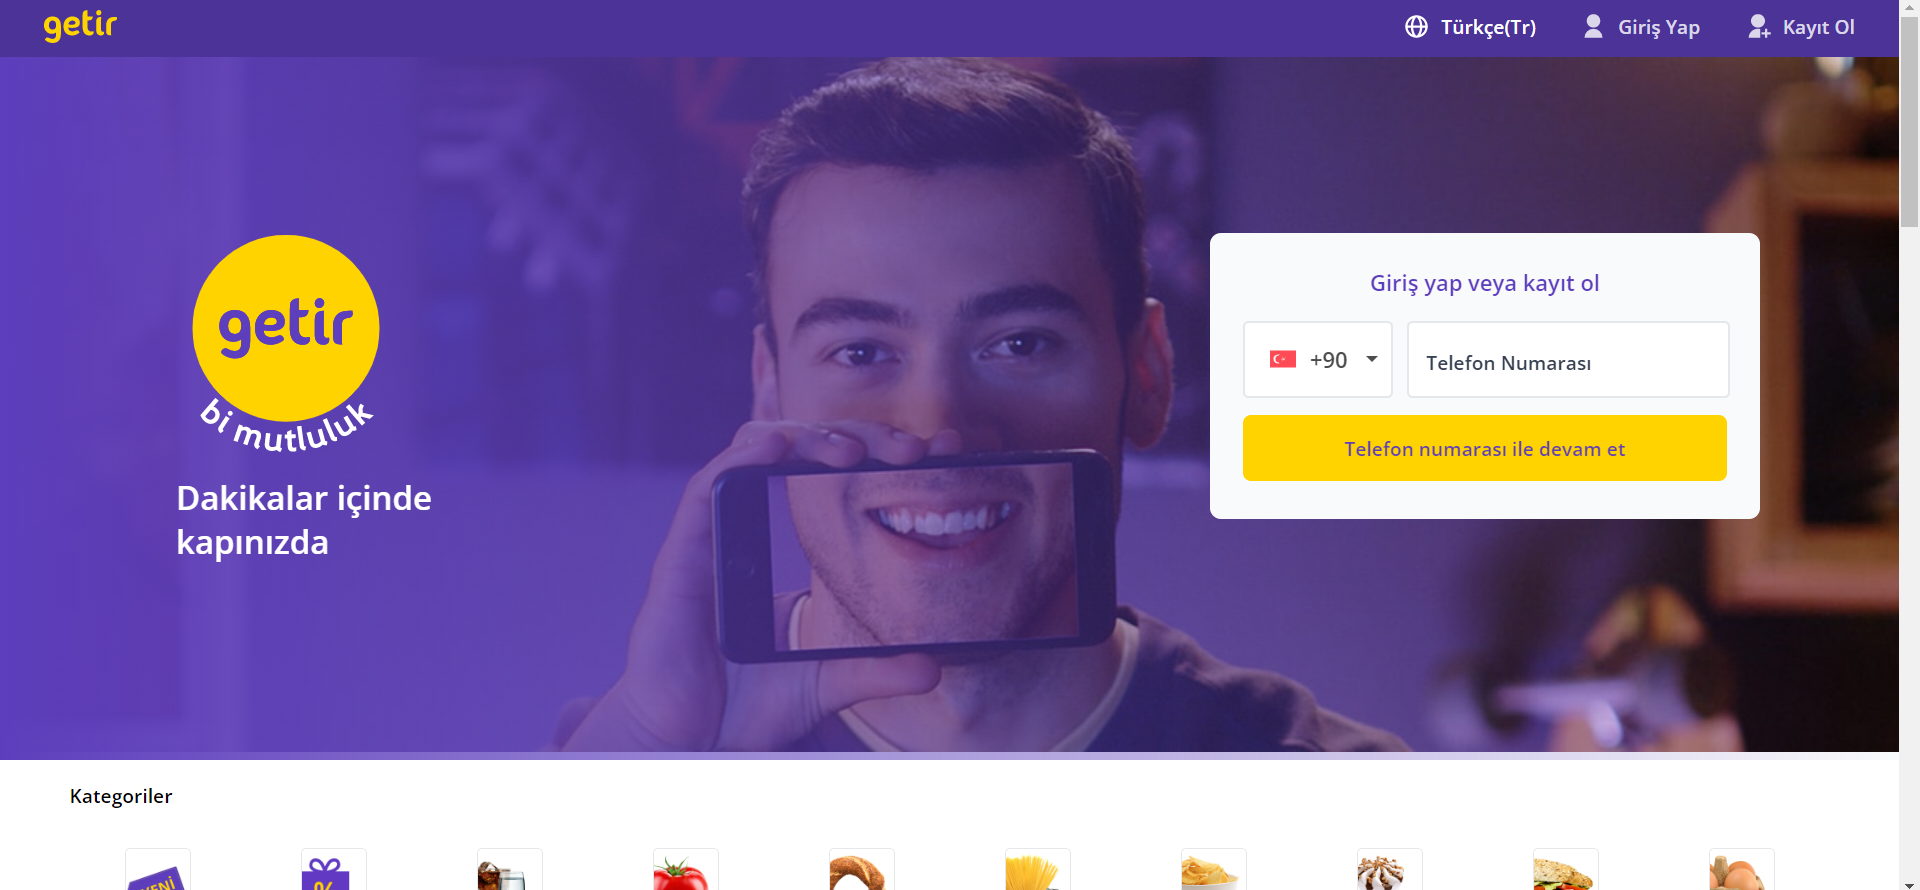 getir
Türkçe(Tr)
Giriş Yap
Kayıt Ol
getir
bi mutluluk
Dakikalar içinde
kapınızda
Giriş yap veya kayıt ol
+90
Telefon Numarası
Telefon numarası ile devam et
Kategoriler
YENİ
%